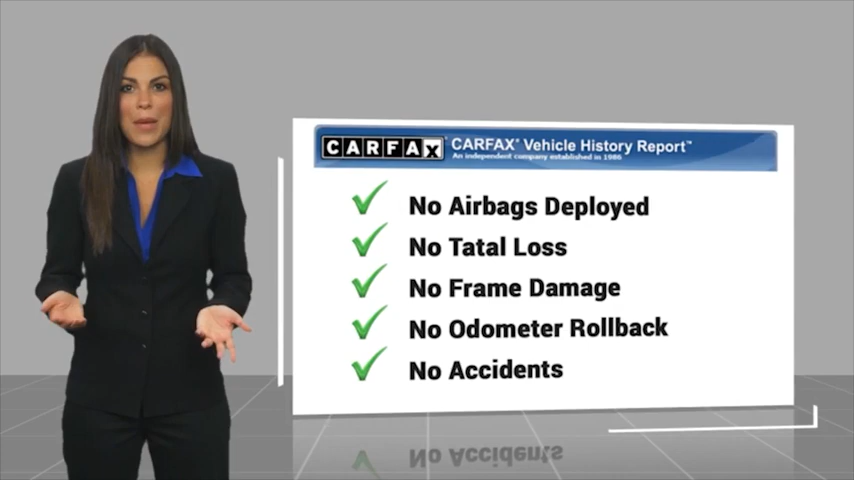 CARFAX CARFAX® Vehicle History Report™
An independent company established in 1986
No Airbags Deployed
No Tatal Loss
No Frame Damage
No Odometer Rollback
No Accidents
No Accidents